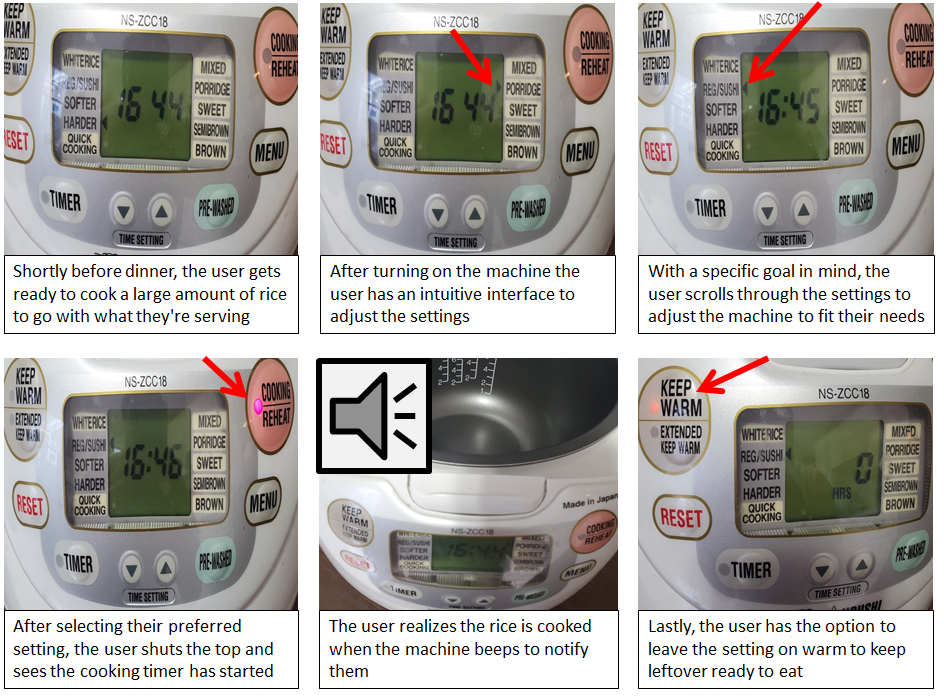 NS-ZCC18
KEEP
WARM
EXTENDED
KEEP WARM
COOKING
REHEAT
WHITE RICE
REG/SUSHI
SOFTER
HARDER
QUICK
COOKING
16 44
MIXED
PORRIDGE
SWEET
SEMIBROWN
BROWN
RESET
MENU
TIMER
PRE-WASHED
TIME SETTING
Shortly before dinner, the user gets
ready to cook a large amount of rice
to go with what they're serving
NS-ZCC18
KEEP
WARM
EXTENDED
KEEP WARM
COOKING
REHEAT
WHITE RICE
REG/SUSHI
SOFTER
HARDER
QUICK
COOKING
16 44
MIXED
PORRIDGE
SWEET
SEMIBROWN
BROWN
RESET
MENU
TIMER
PRE-WASHED
TIME SETTING
After turning on the machine the
user has an intuitive interface to
adjust the settings
NS-ZCC18
KEEP
WARM
EXTENDED
KEEP WARM
COOKING
REHEAT
WHITE RICE
REG/SUSHI
SOFTER
HARDER
QUICK
COOKING
16:45
MIXED
PORRIDGE
SWEET
SEMIBROWN
BROWN
RESET
MENU
TIMER
PRE-WASHED
TIME SETTING
With a specific goal in mind, the
user scrolls through the settings to
adjust the machine to fit their needs
NS-ZCC18
KEEP
WARM
EXTENDED
KEEP WARM
COOKING
REHEAT
WHITE RICE
REG/SUSHI
SOFTER
HARDER
QUICK
COOKING
16:46
MIXED
PORRIDGE
SWEET
SEMIBROWN
BROWN
RESET
MENU
TIMER
PRE-WASHED
TIME SETTING
After selecting their preferred
setting, the user shuts the top and
sees the cooking timer has started
Made in Japan
NS-ZCC18
KEEP
WARM
EXTENDED
KEEP WARM
COOKING
REHEAT
WHITE RICE
REG/SUSHI
SOFTER
HARDER
QUICK
COOKING
16:44
MIXED
PORRIDGE
SWEET
SEMIBROWN
BROWN
RESET
MENU
TIMER
PRE-WASHED
TIME SETTING
The user realizes the rice is cooked
when the machine beeps to notify
them
NS-ZCC18
KEEP
WARM
EXTENDED
KEEP WARM
WHITE RICE
REG/SUSHI
SOFTER
HARDER
QUICK
COOKING
0
HRS
MIXED
PORRIDGE
SWEET
SEMIBROWN
BROWN
RESET
TIMER
PRE-WASHED
TIME SETTING
Lastly, the user has the option to
leave the setting on warm to keep
leftover ready to eat